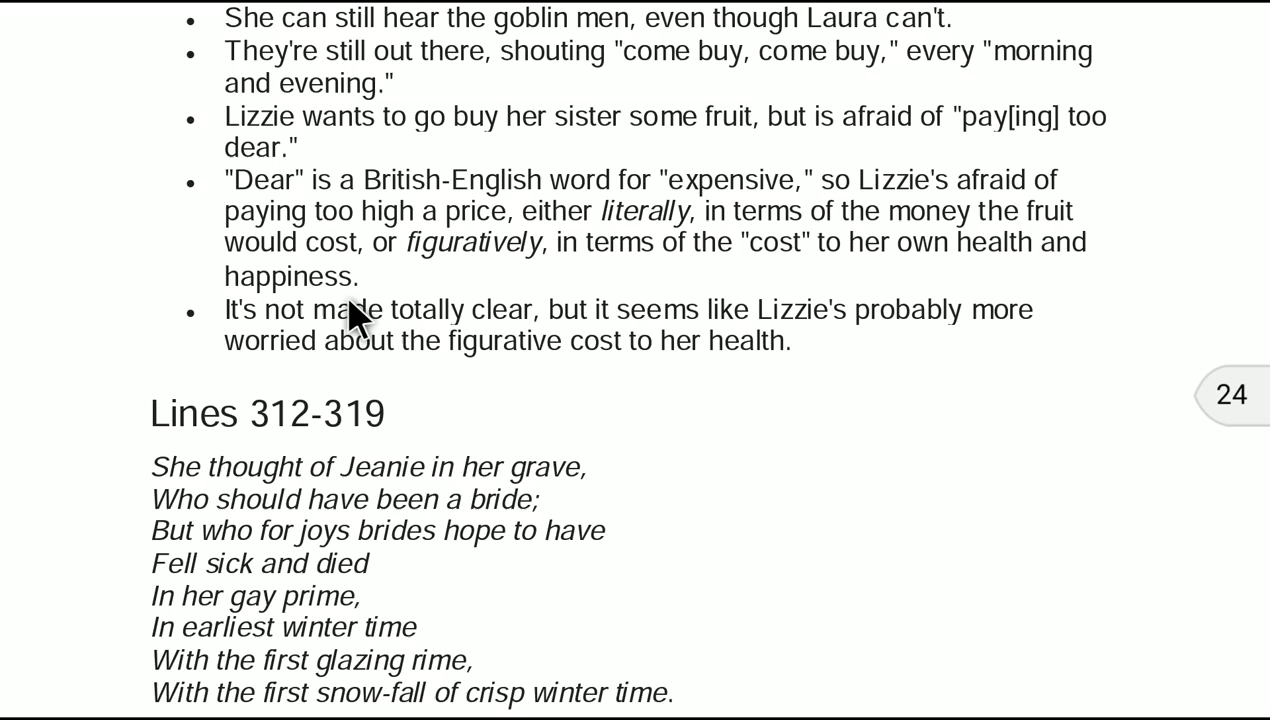 • She can still hear the goblin men, even though Laura can't.
• They're still out there, shouting "come buy, come buy," every "morning
and evening."
• Lizzie wants to go buy her sister some fruit, but is afraid of "pay[ing] too
dear."
• "Dear" is a British-English word for "expensive," so Lizzie's afraid of
paying too high a price, either literally, in terms of the money the fruit
would cost, or figuratively, in terms of the "cost" to her own health and
happiness.
• It's not made totally clear, but it seems like Lizzie's probably more
worried about the figurative cost to her health.
24
Lines 312-319
She thought of Jeanie in her grave,
Who should have been a bride;
But who for joys brides hope to have
Fell sick and died
In her gay prime,
In earliest winter time
With the first glazing rime,
With the first snow-fall of crisp winter time.